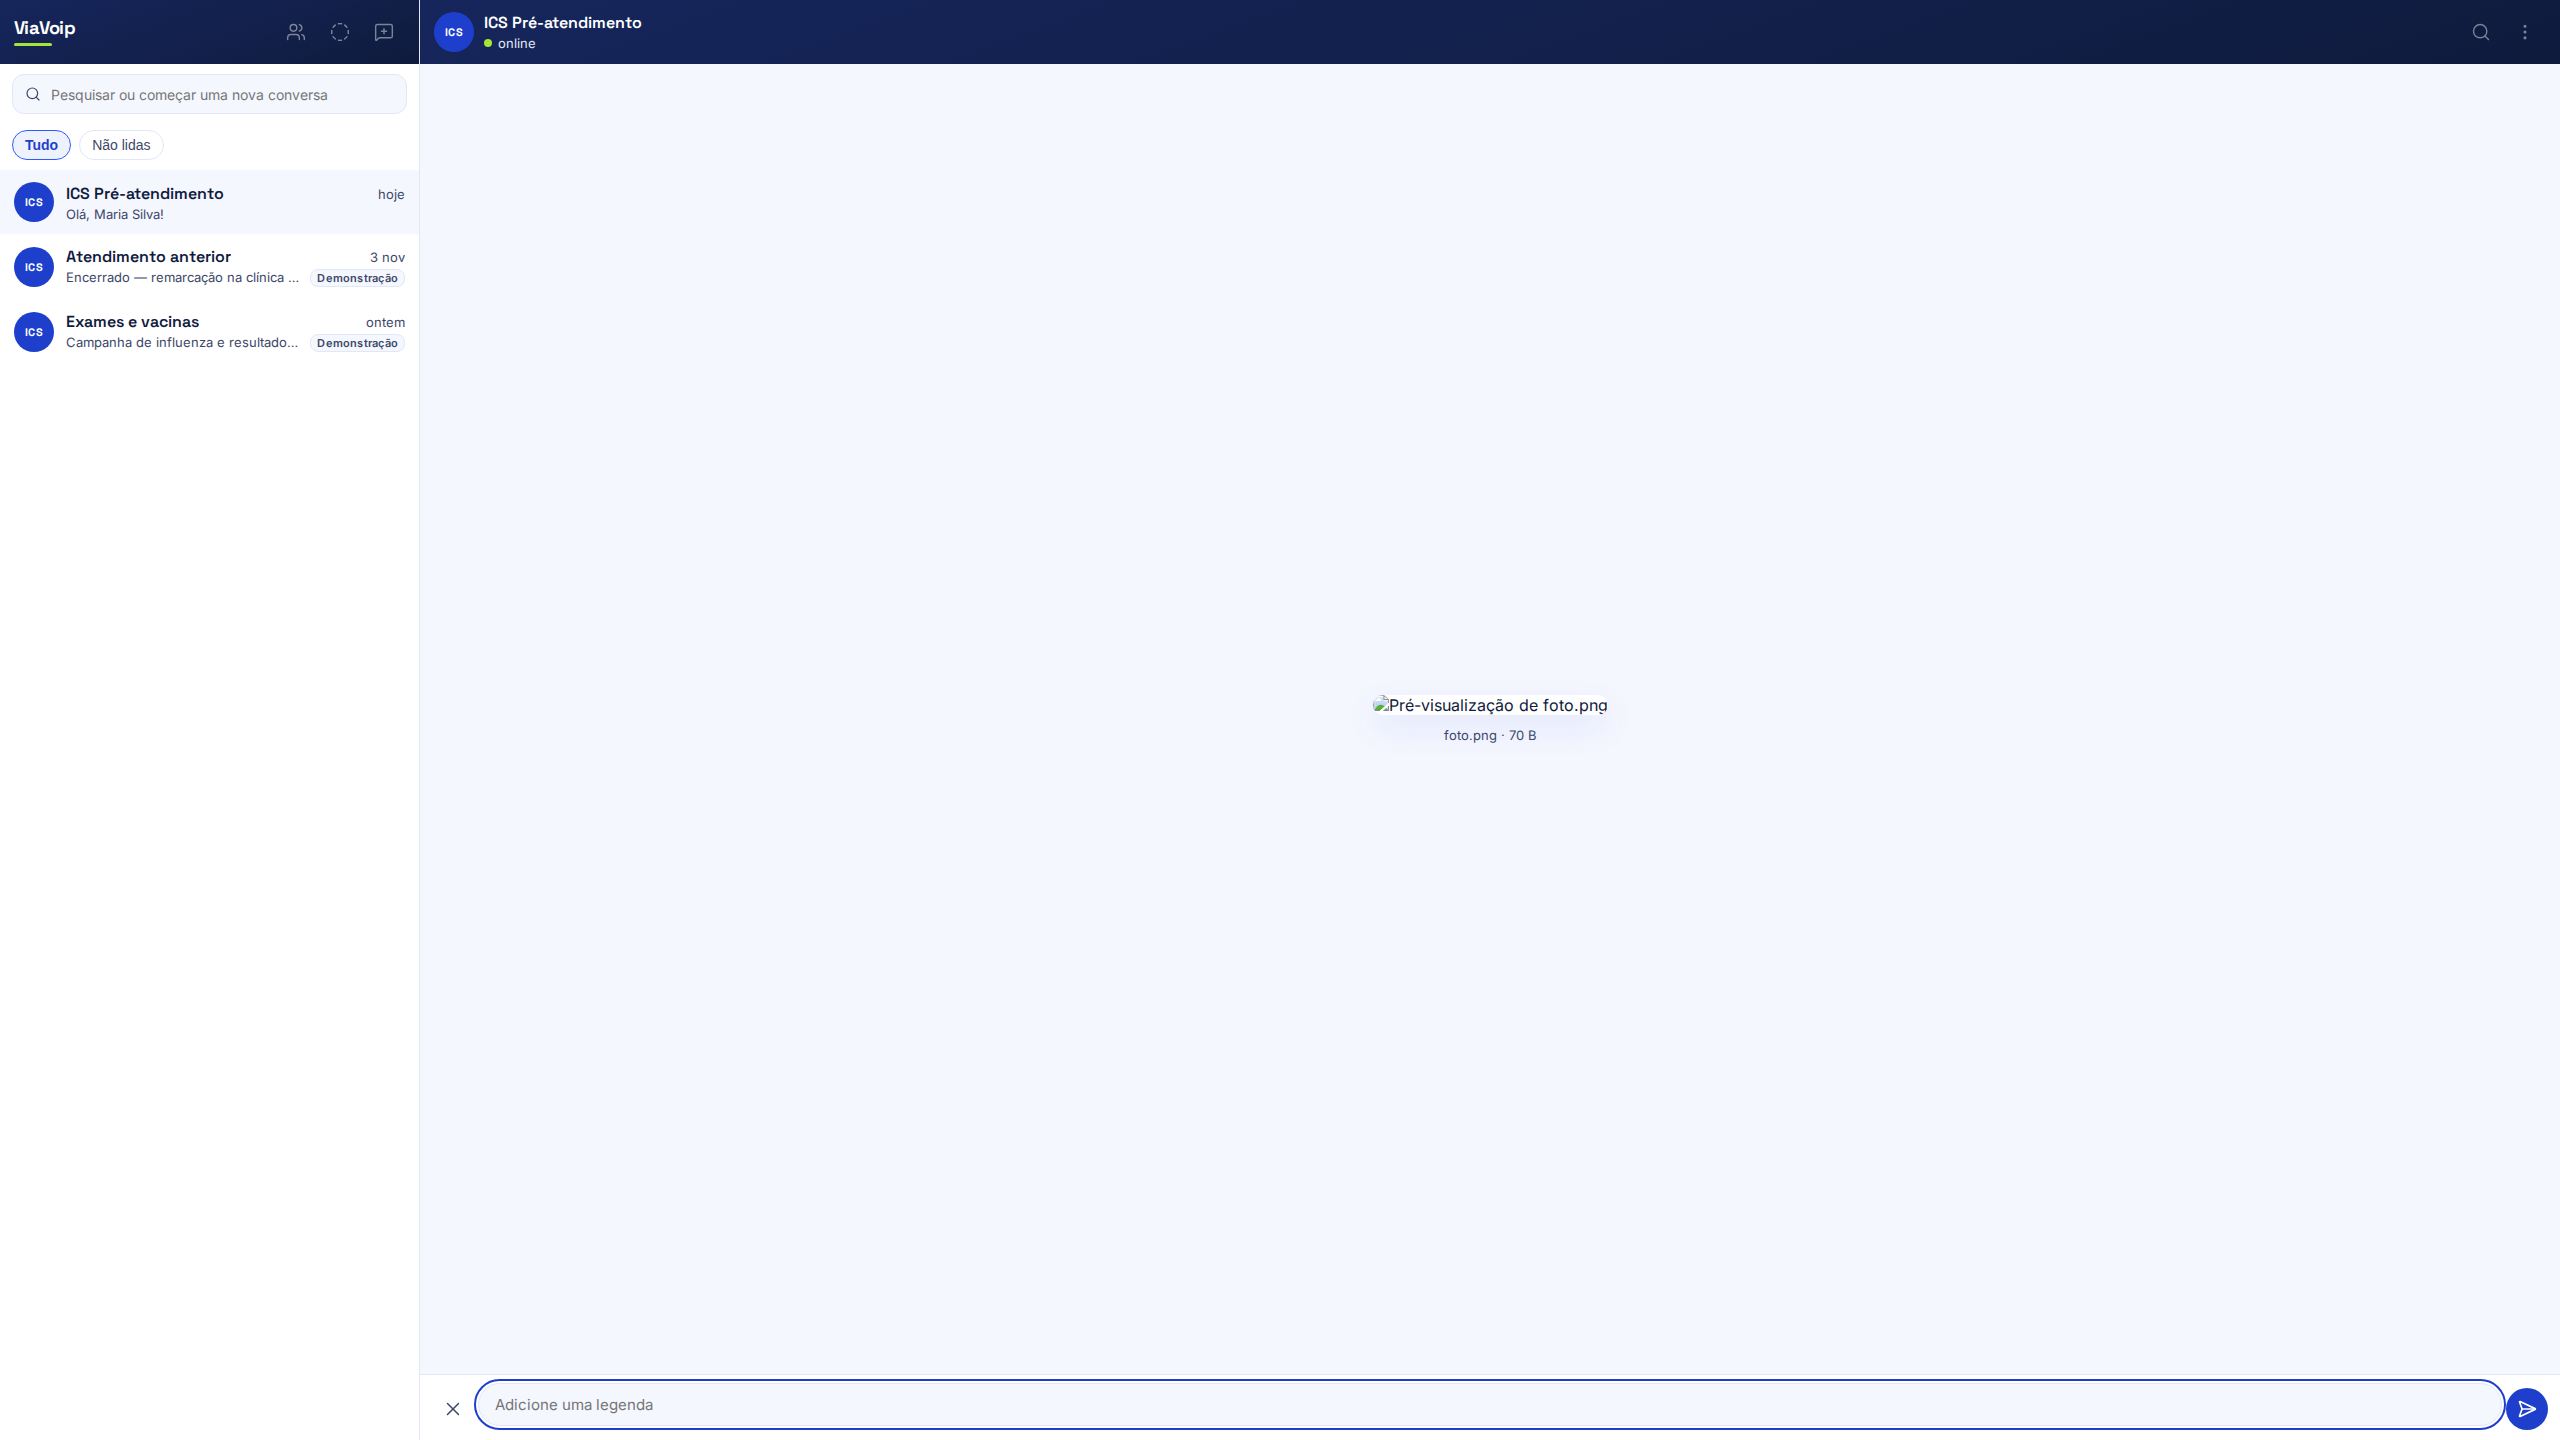 ViaVoip
Pesquisar ou começar uma nova conversa
Tudo
Não lidas
ICS
ICS Pré-atendimento
hoje
Olá, Maria Silva!
ICS
Atendimento anterior
3 nov
Encerrado — remarcação na clínica ...
Demonstração
ICS
Exames e vacinas
ontem
Campanha de influenza e resultado...
Demonstração
ICS
ICS Pré-atendimento
online
Pré-visualização de foto.png
foto.png · 70 B
Adicione uma legenda